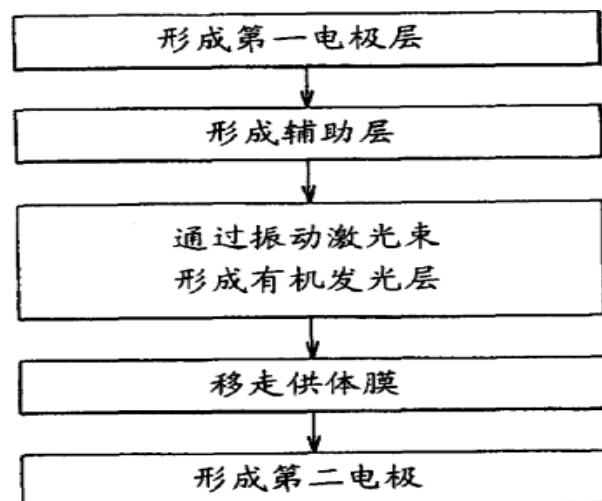 形成第一电极层
形成辅助层
通过振动激光束
形成有机发光层
移走供体膜
形成第二电极